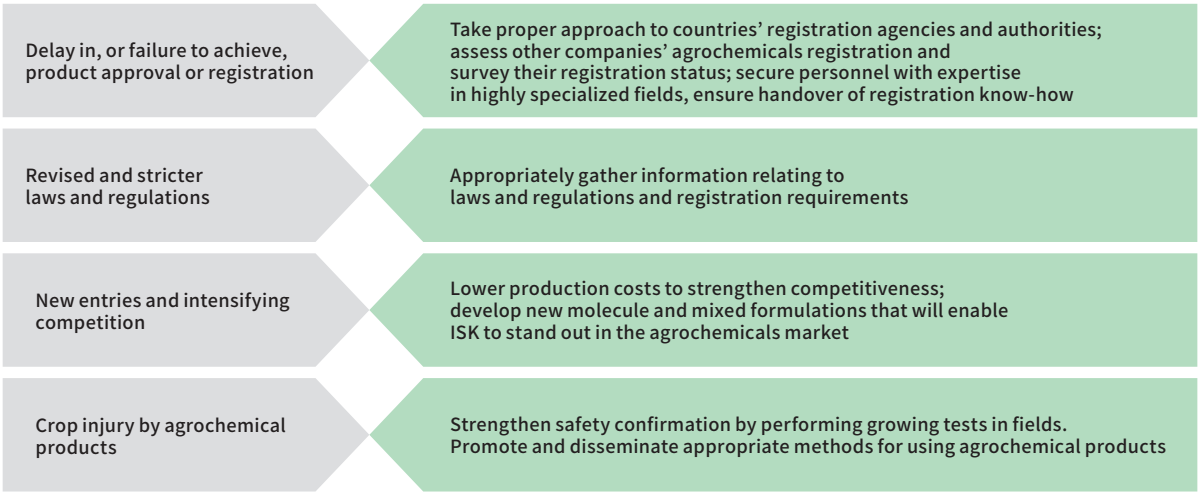 Delay in, or failure to achieve,
product approval or registration
Take proper approach to countries’ registration agencies and authorities;
assess other companies’ agrochemicals registration and
survey their registration status; secure personnel with expertise
in highly specialized fields, ensure handover of registration know-how
Revised and stricter
laws and regulations
Appropriately gather information relating to
laws and regulations and registration requirements
New entries and intensifying
competition
Lower production costs to strengthen competitiveness;
develop new molecule and mixed formulations that will enable
ISK to stand out in the agrochemicals market
Crop injury by agrochemical
products
Strengthen safety confirmation by performing growing tests in fields.
Promote and disseminate appropriate methods for using agrochemical products